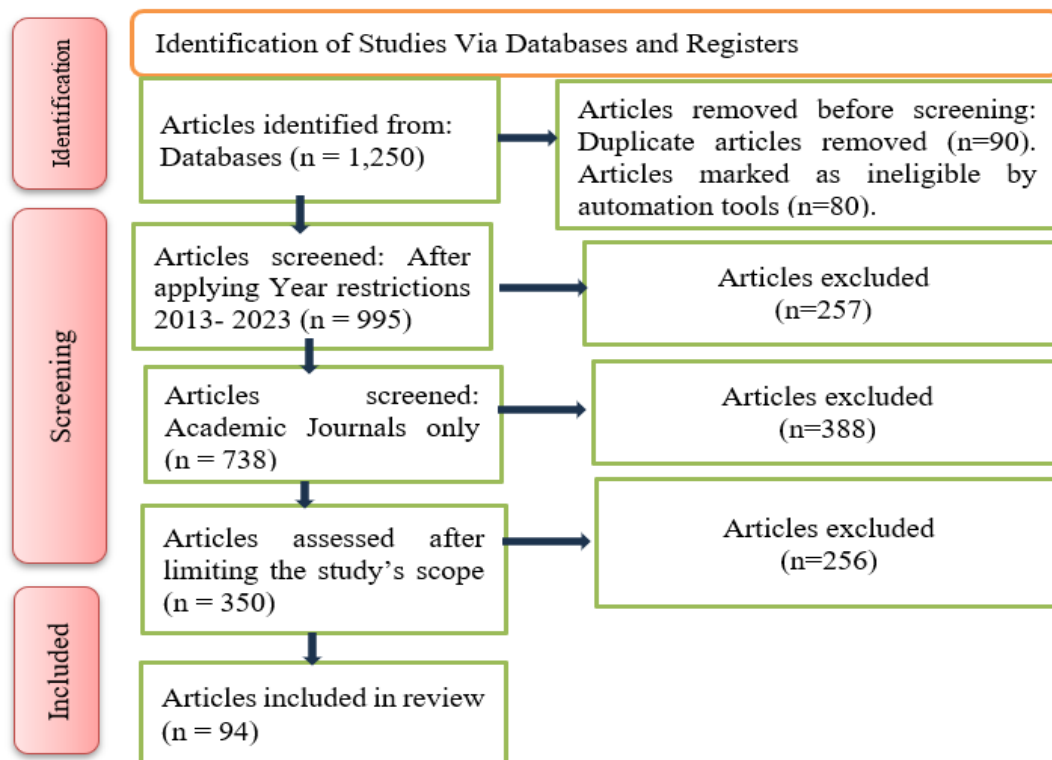 Identification of Studies Via Databases and Registers
Identification
Articles identified from:
Databases (n = 1,250)
Articles removed before screening:
Duplicate articles removed (n=90).
Articles marked as ineligible by
automation tools (n=80).
Screening
Articles screened: After
applying Year restrictions
2013- 2023 (n = 995)
Articles excluded
(n=257)
Articles screened:
Academic Journals only
(n = 738)
Articles excluded
(n=388)
Articles assessed after
limiting the study’s scope
(n = 350)
Articles excluded
(n=256)
Included
Articles included in review
(n = 94)